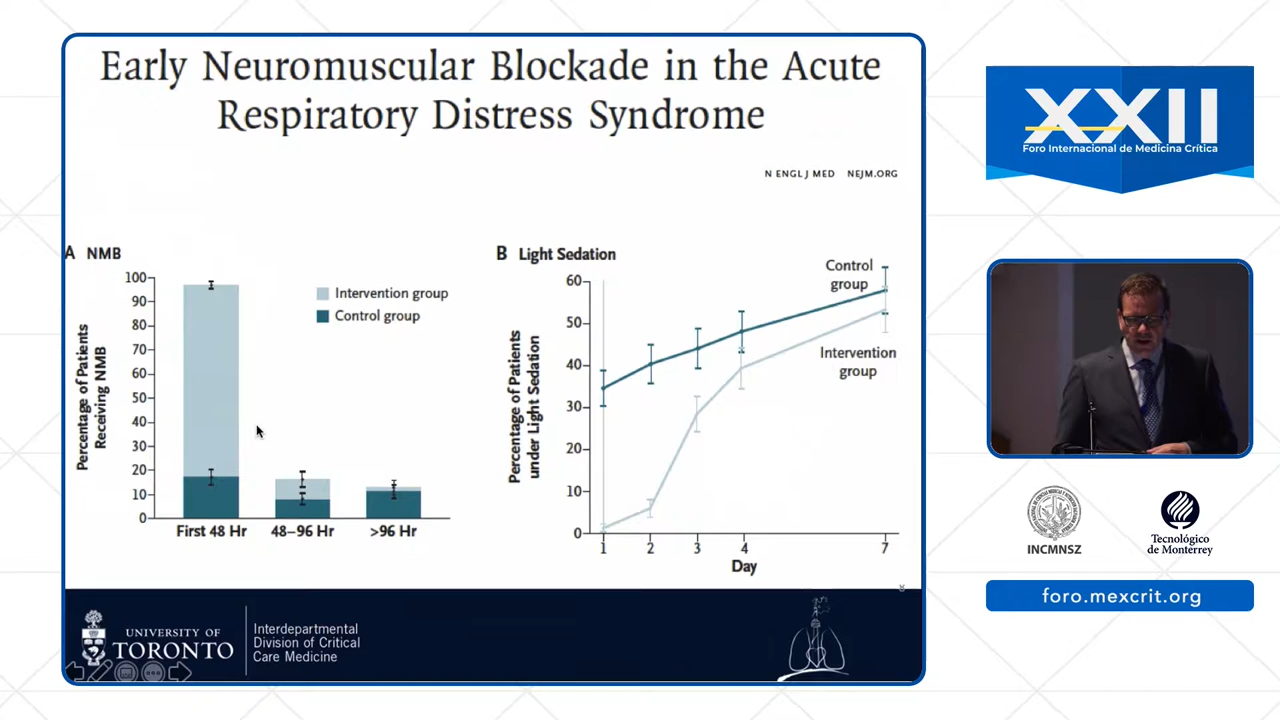 Early Neuromuscular Blockade in the Acute
Respiratory Distress Syndrome
N ENGL J MED NEJM.ORG
A NMB
100
90
80
70
60
50
40
30
20
10
0
Percentage of Patients
Receiving NMB
Intervention group
Control group
First 48 Hr
48–96 Hr
>96 Hr
B Light Sedation
60
50
40
30
20
10
0
Percentage of Patients
under Light Sedation
Control
group
Intervention
group
1
2
3
4
7
Day
UNIVERSITY OF
TORONTO
Interdepartmental
Division of Critical
Care Medicine
XXII
Foro Internacional de Medicina Crítica
INCMNSZ
Tecnológico
de Monterrey
foro.mexcrit.org